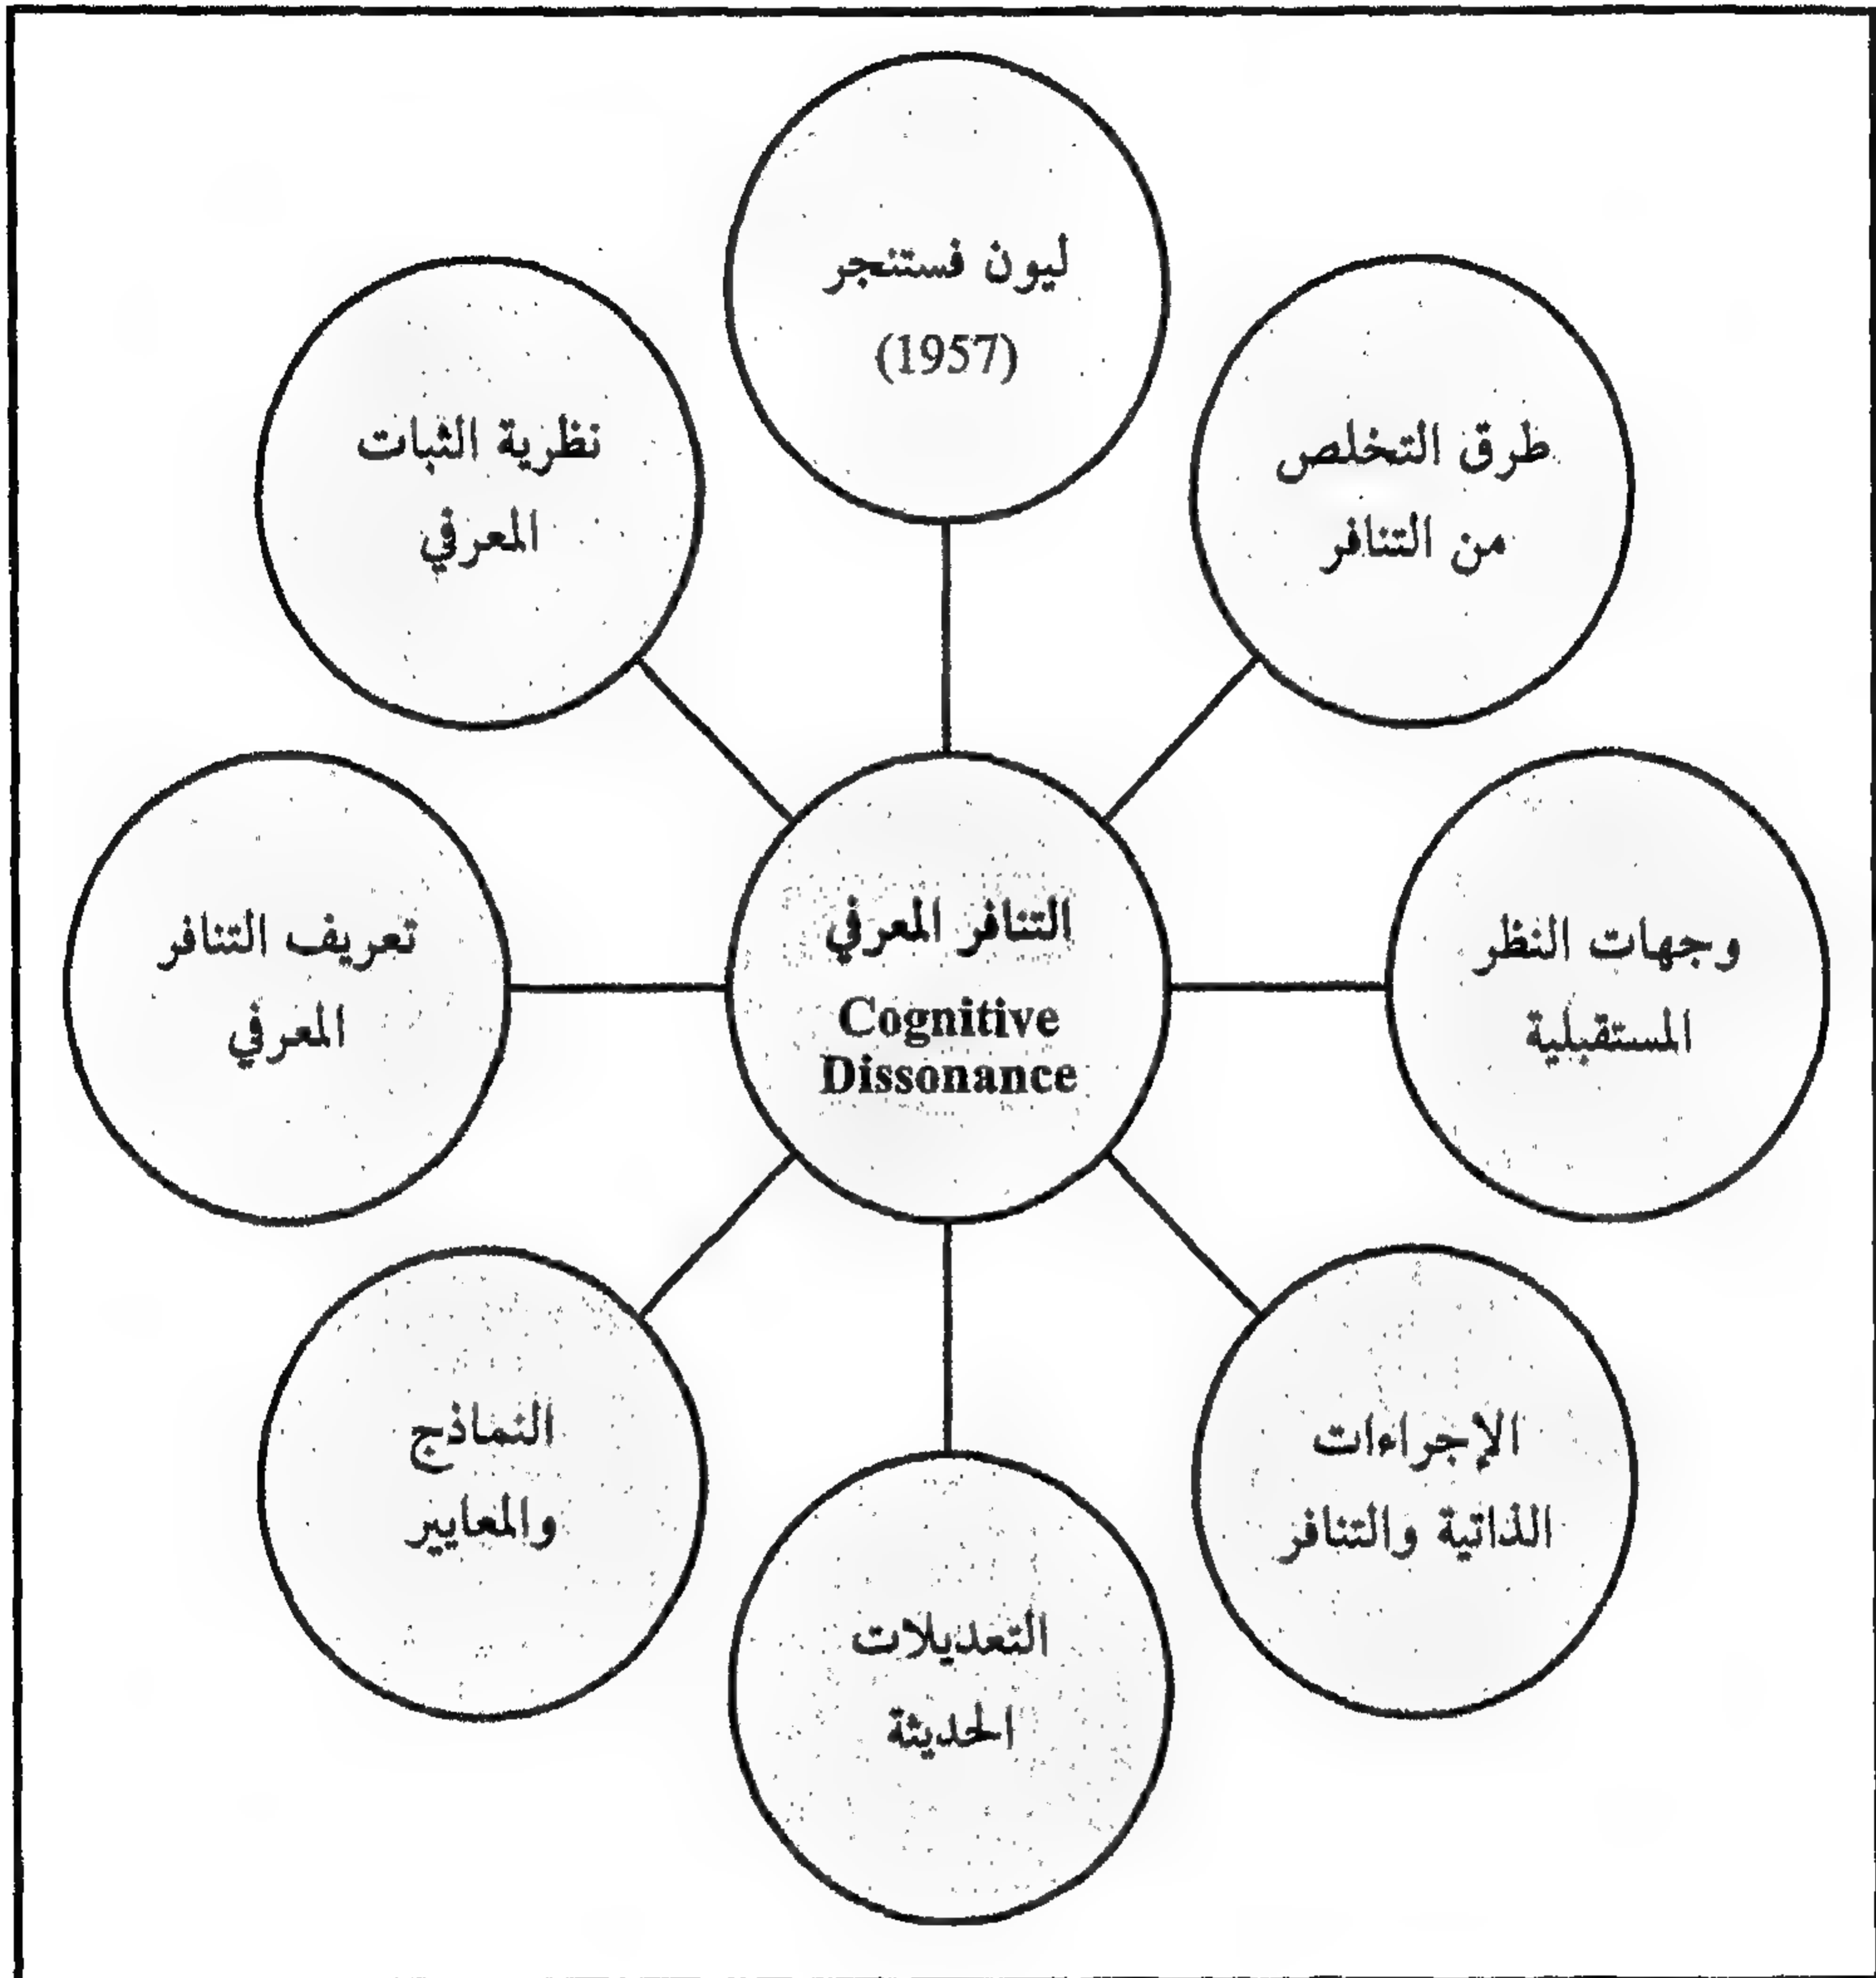 ليون فستنجر
(1957)
طرق التخلص
من التنافر
نظرية الثبات
المعرفي
وجهات النظر
المستقبلية
التنافر المعرفي
Cognitive
Dissonance
تعريف التنافر
المعرفي
الإجراءات
الذاتية والتنافر
النماذج
والمعايير
التعديلات
الحديثة